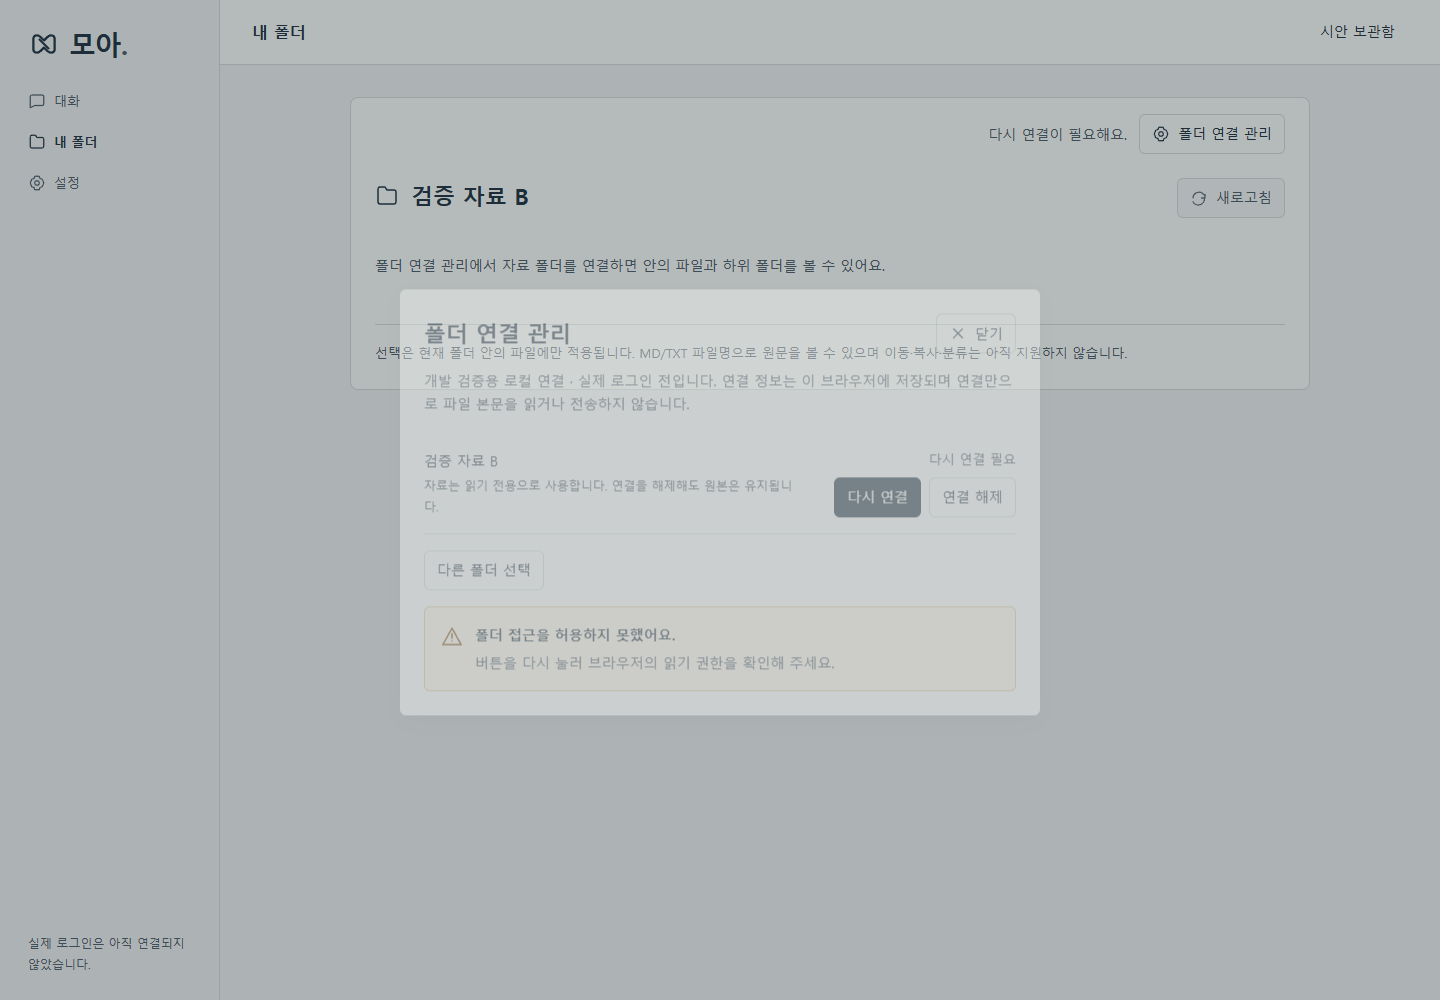 모아.
대화
내 폴더
설정
실제 로그인은 아직 연결되지
않았습니다.
내 폴더
시안 보관함
다시 연결이 필요해요.
폴더 연결 관리
검증 자료 B
새로고침
폴더 연결 관리에서 자료 폴더를 연결하면 안의 파일과 하위 폴더를 볼 수 있어요.
선택은 현재 폴더 안의 파일에만 적용됩니다. MD/TXT 파일명으로 원문을 볼 수 있으며 이동·복사·분류는 아직 지원하지 않습니다.
폴더 연결 관리
닫기
개발 검증용 로컬 연결 · 실제 로그인 전입니다. 연결 정보는 이 브라우저에 저장되며 연결만으
로 파일 본문을 읽거나 전송하지 않습니다.
검증 자료 B
다시 연결 필요
자료는 읽기 전용으로 사용합니다. 연결을 해제해도 원본은 유지됩니
다.
다시 연결
연결 해제
다른 폴더 선택
폴더 접근을 허용하지 못했어요.
버튼을 다시 눌러 브라우저의 읽기 권한을 확인해 주세요.